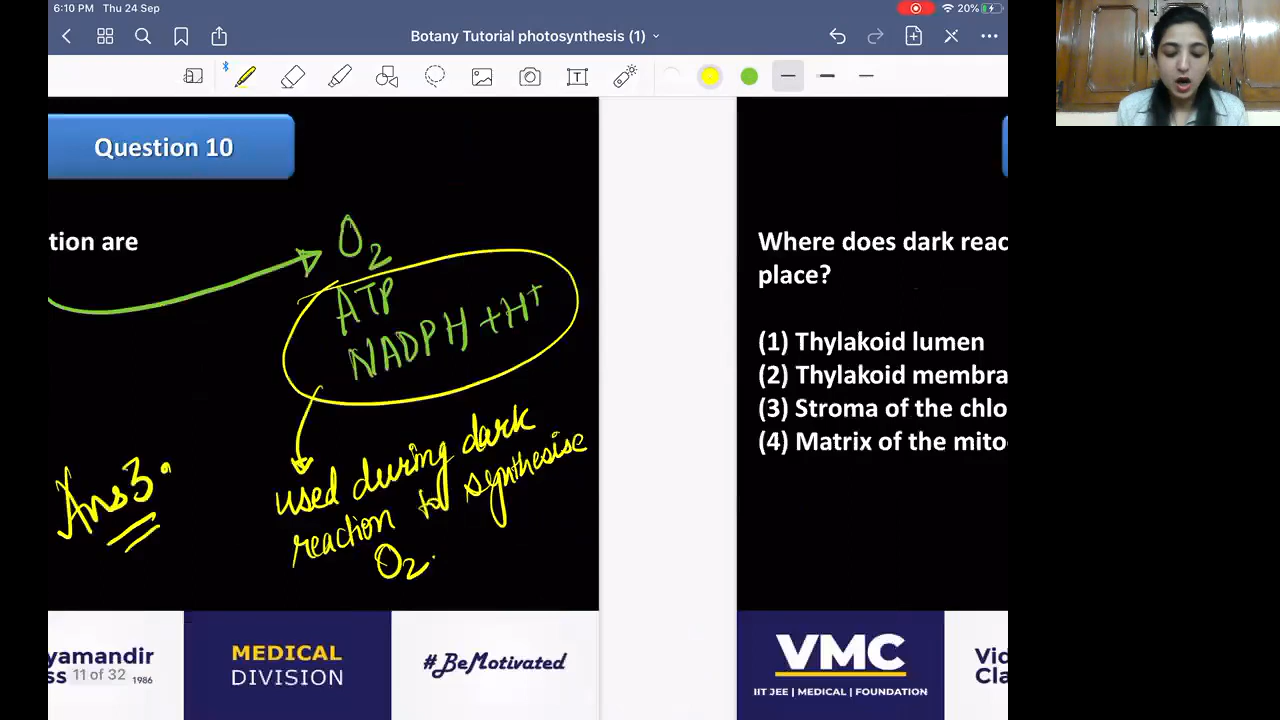 6:10 PM Thu 24 Sep
20%
Botany Tutorial photosynthesis (1)
Question 10
tion are
O2
ATP
NADPH + H+
used during dark
reaction to synthesise
O2.
Ans 3.
yamandir
ss 11 of 32 1986
MEDICAL
DIVISION
#BeMotivated
Where does dark reac
place?
(1) Thylakoid lumen
(2) Thylakoid membra
(3) Stroma of the chlo
(4) Matrix of the mito
VMC
IIT JEE | MEDICAL | FOUNDATION
Vid
Cla